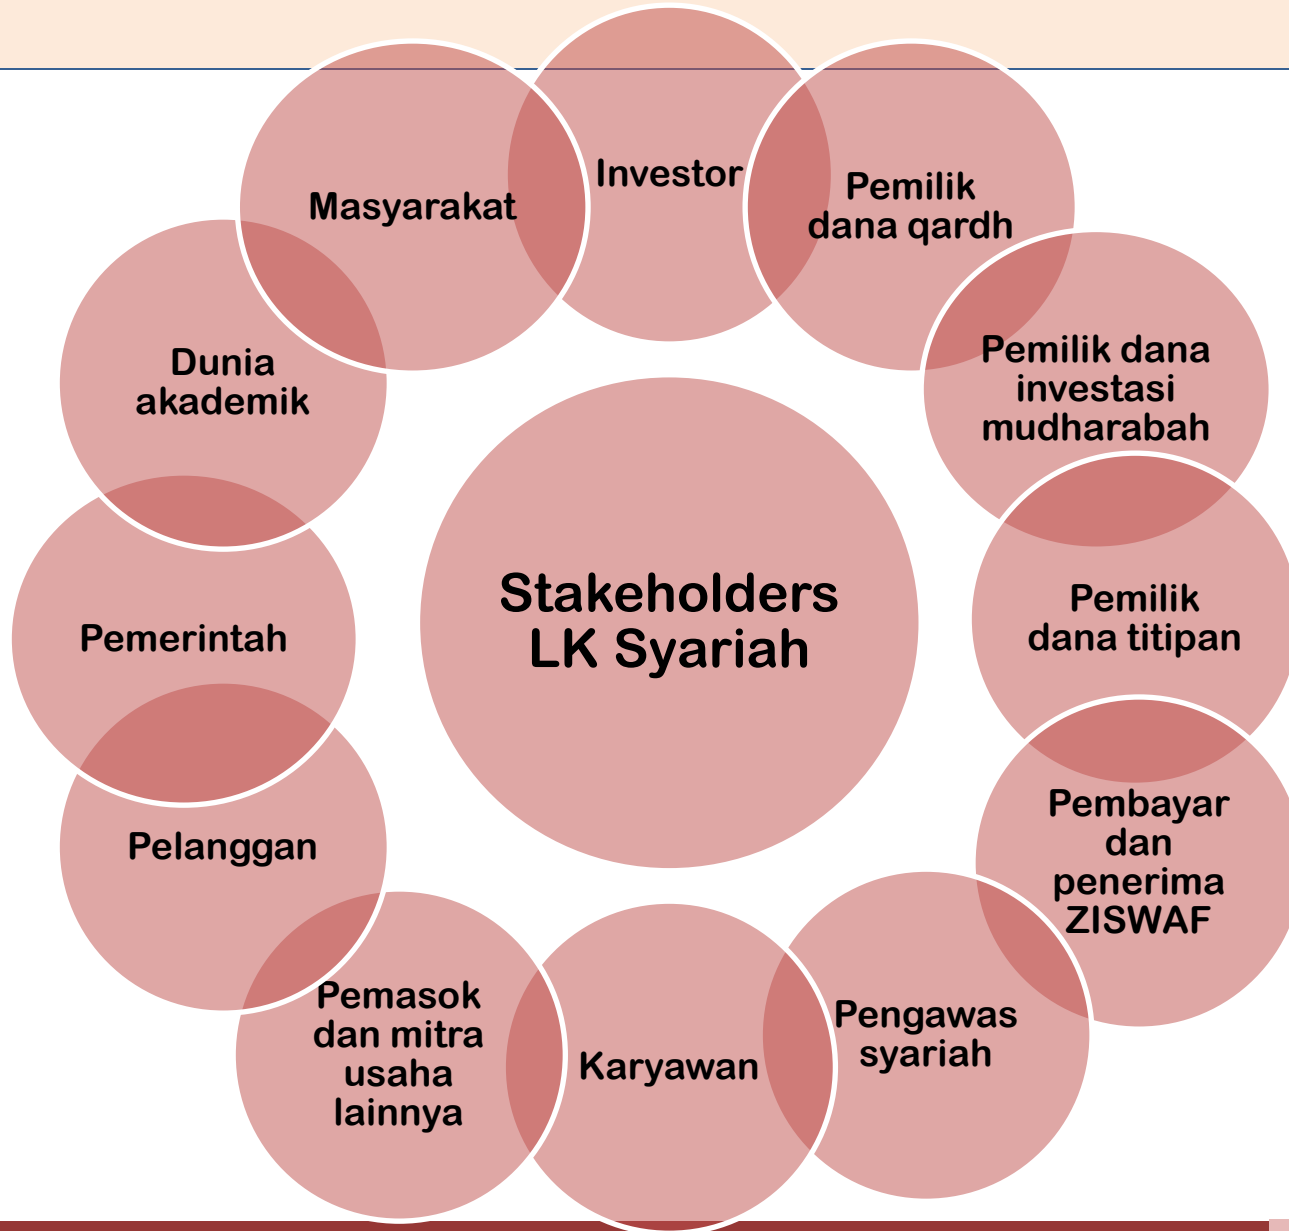 Investor
Pemilik
dana qardh
Pemilik dana
investasi
mudharabah
Pemilik
dana titipan
Pembayar
dan
penerima
ZISWAF
Pengawas
syariah
Karyawan
Pemasok
dan mitra
usaha
lainnya
Pelanggan
Pemerintah
Dunia
akademik
Masyarakat
Stakeholders
LK Syariah